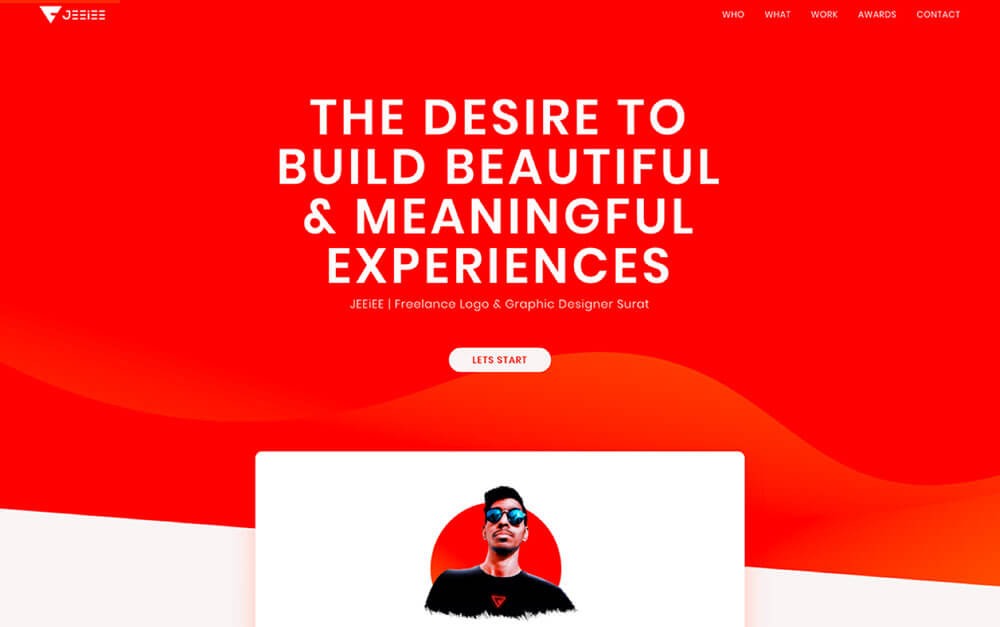 JEEIEE
WHO WHAT WORK AWARDS CONTACT
THE DESIRE TO
BUILD BEAUTIFUL
& MEANINGFUL
EXPERIENCES
JEEiEE | Freelance Logo & Graphic Designer Surat
LETS START